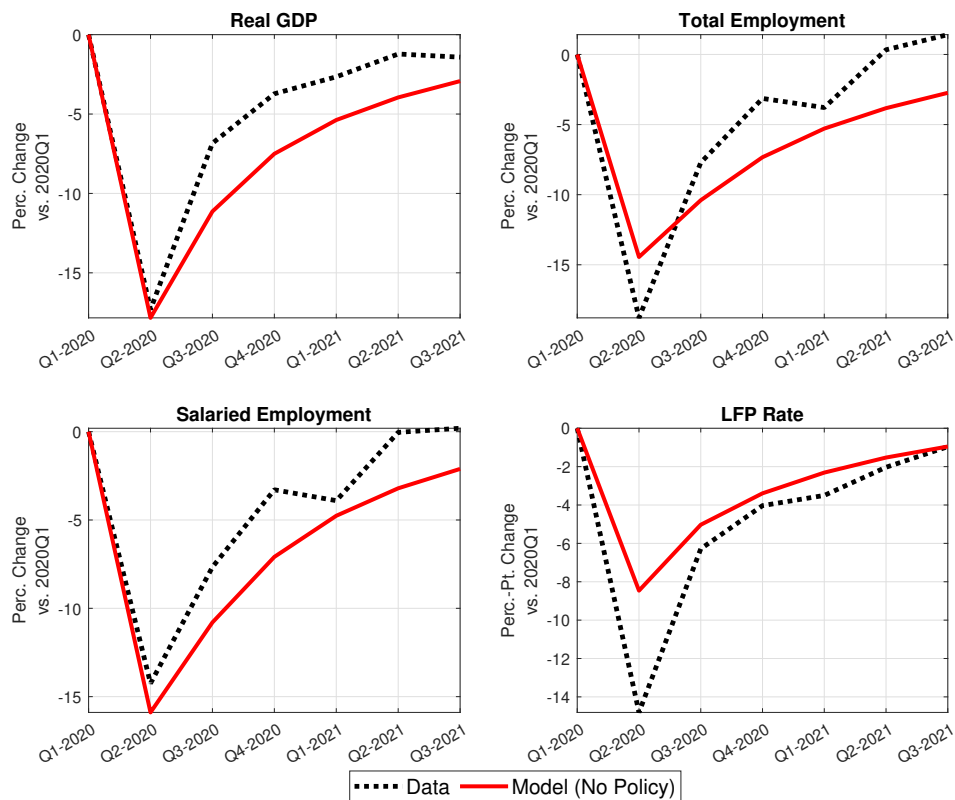 Real GDP
Perc. Change
vs. 2020Q1
0
-5
-10
-15
Q1-2020
Q2-2020
Q3-2020
Q4-2020
Q1-2021
Q2-2021
Q3-2021
Total Employment
0
-5
-10
-15
Q1-2020
Q2-2020
Q3-2020
Q4-2020
Q1-2021
Q2-2021
Q3-2021
Perc. Change
vs. 2020Q1
Salaried Employment
Perc. Change
vs. 2020Q1
0
-5
-10
-15
Q1-2020
Q2-2020
Q3-2020
Q4-2020
Q1-2021
Q2-2021
Q3-2021
LFP Rate
Perc.-Pt. Change
vs. 2020Q1
0
-2
-4
-6
-8
-10
-12
-14
Q1-2020
Q2-2020
Q3-2020
Q4-2020
Q1-2021
Q2-2021
Q3-2021
Data
Model (No Policy)